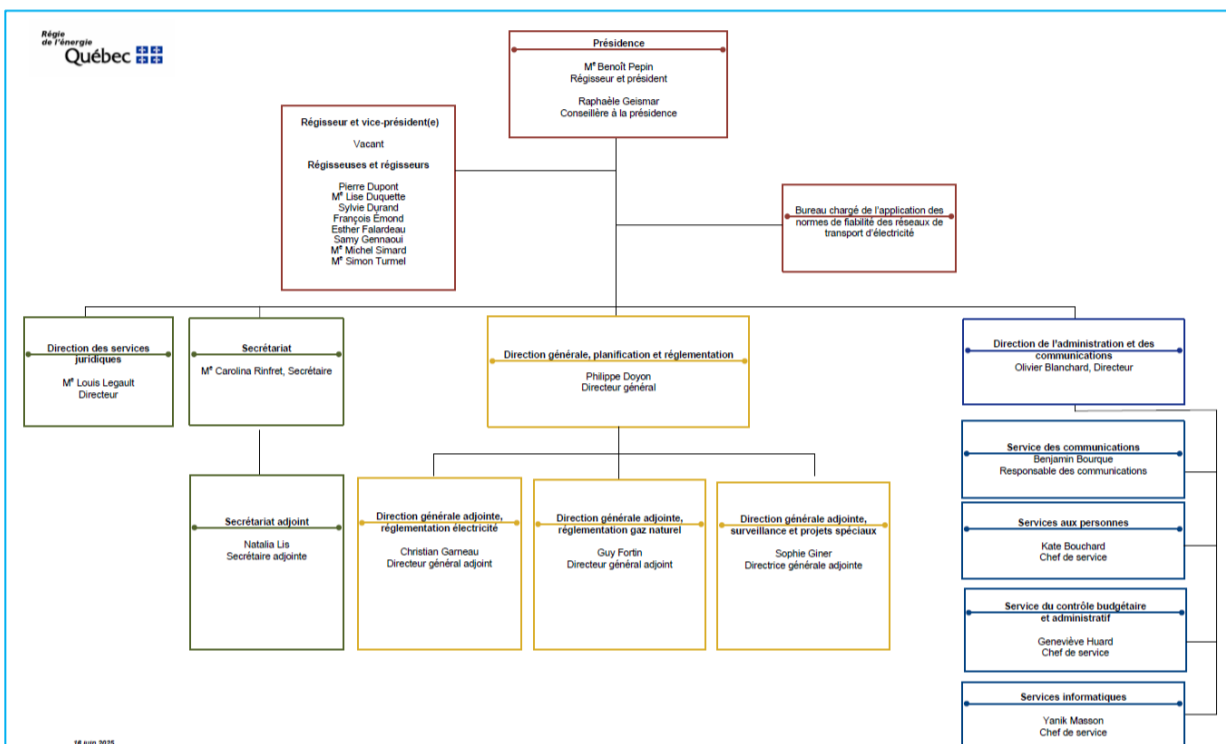 Régie
de l'énergie
Québec
Présidence
Mᵉ Benoît Pepin
Régisseur et président
Raphaèle Geismar
Conseillère à la présidence
Régisseur et vice-président(e)
Vacant
Régisseuses et régisseurs
Pierre Dupont
Mᵉ Lise Duquette
Sylvie Durand
François Émond
Esther Falardeau
Samy Gennaoui
Mᵉ Michel Simard
Mᵉ Simon Turmel
Bureau chargé de l'application des
normes de fiabilité des réseaux de
transport d'électricité
Direction des services
juridiques
Mᵉ Louis Legault
Directeur
Secrétariat
Mᵉ Carolina Rinfret, Secrétaire
Direction générale, planification et réglementation
Philippe Doyon
Directeur général
Direction de l'administration et des
communications
Olivier Blanchard, Directeur
Secrétariat adjoint
Natalia Lis
Secrétaire adjointe
Direction générale adjointe,
réglementation électricité
Christian Garneau
Directeur général adjoint
Direction générale adjointe,
réglementation gaz naturel
Guy Fortin
Directeur général adjoint
Direction générale adjointe,
surveillance et projets spéciaux
Sophie Giner
Directrice générale adjointe
Service des communications
Benjamin Bourque
Responsable des communications
Services aux personnes
Kate Bouchard
Chef de service
Service du contrôle budgétaire
et administratif
Geneviève Huard
Chef de service
Services informatiques
Yanik Masson
Chef de service
16 juin 2025